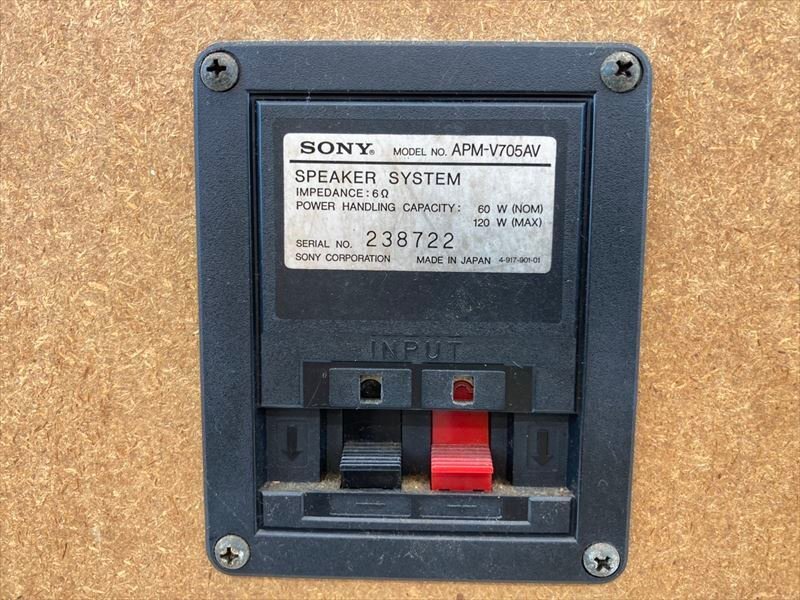 SONY® MODEL NO. APM-V705AV
SPEAKER SYSTEM
IMPEDANCE: 6Ω
POWER HANDLING CAPACITY: 60 W (NOM)
120 W (MAX)
SERIAL NO. 238722
SONY CORPORATION MADE IN JAPAN 4-917-901-01
INPUT